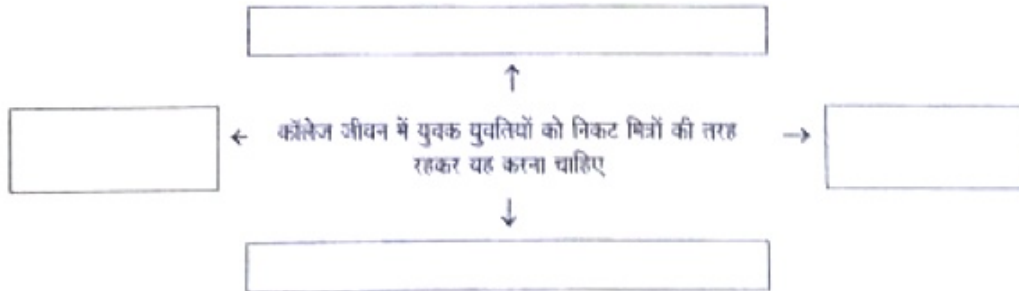 कॉलेज जीवन में युवक युवतियों को निकट मित्रों की तरह
रहकर यह करना चाहिए